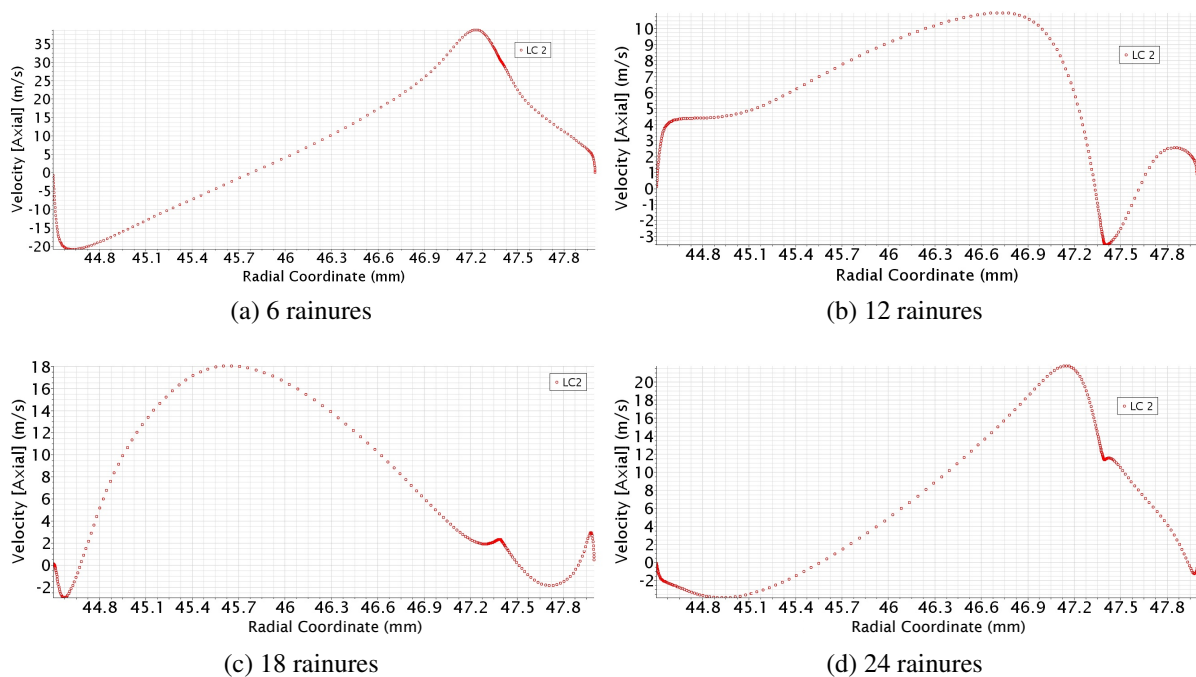 Velocity [Axial] (m/s)
35
30
25
20
15
10
5
0
-5
-10
-15
-20
LC 2
44.8 45.1 45.4 45.7 46 46.3 46.6 46.9 47.2 47.5 47.8
Radial Coordinate (mm)
(a) 6 rainures
Velocity [Axial] (m/s)
10
9
8
7
6
5
4
3
2
1
0
-1
-2
-3
LC 2
44.8 45.1 45.4 45.7 46 46.3 46.6 46.9 47.2 47.5 47.8
Radial Coordinate (mm)
(b) 12 rainures
Velocity [Axial] (m/s)
18
16
14
12
10
8
6
4
2
0
-2
LC2
44.8 45.1 45.4 45.7 46 46.3 46.6 46.9 47.2 47.5 47.8
Radial Coordinate (mm)
(c) 18 rainures
Velocity [Axial] (m/s)
20
18
16
14
12
10
8
6
4
2
0
-2
LC 2
44.8 45.1 45.4 45.7 46 46.3 46.6 46.9 47.2 47.5 47.8
Radial Coordinate (mm)
(d) 24 rainures